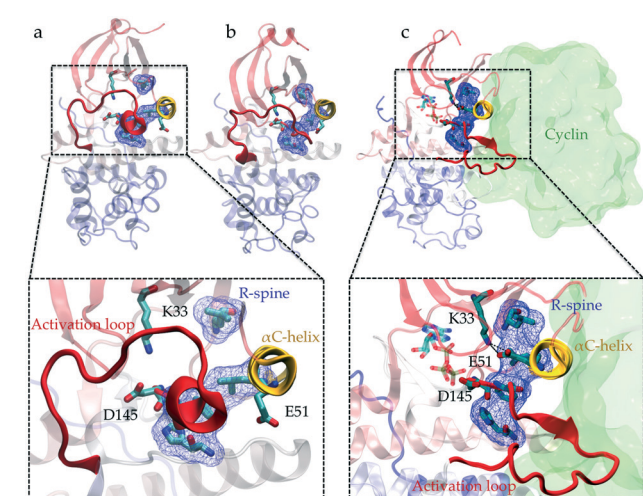 a
b
c
Cyclin
K33
R-spine
Activation loop
αC-helix
D145
E51
K33
R-spine
E51
αC-helix
D145
Activation loop